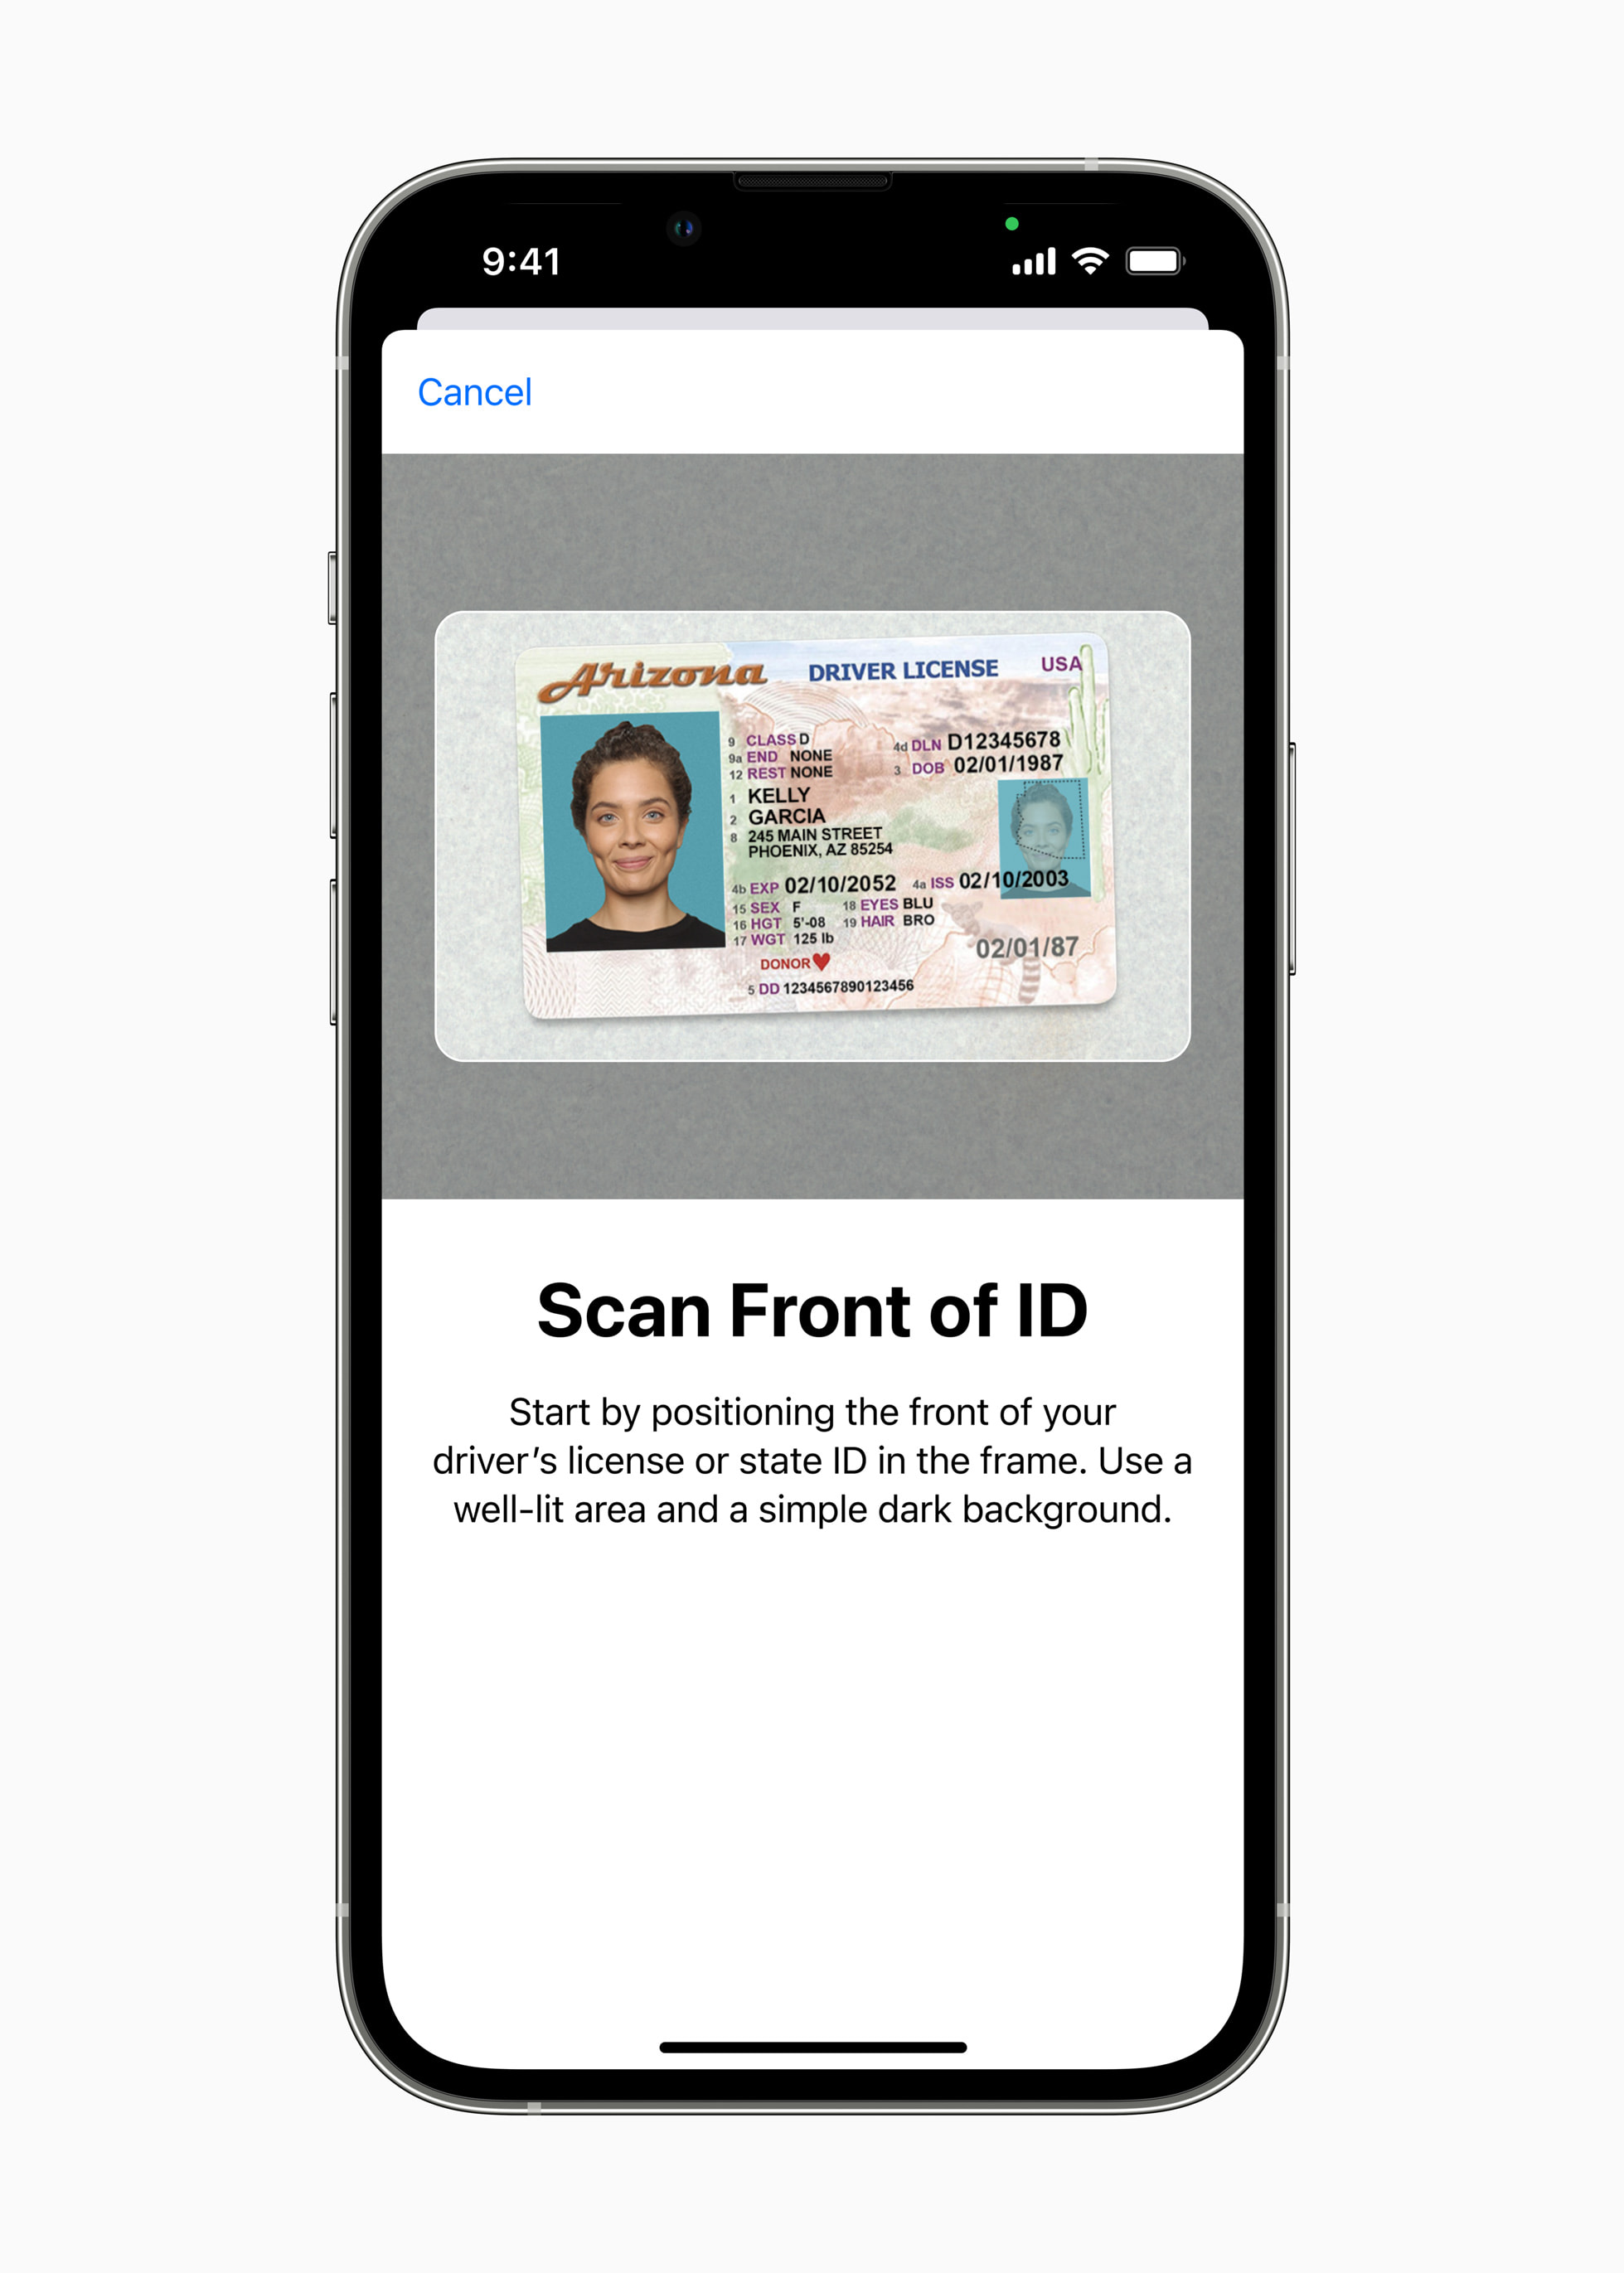 9:41
Cancel
Arizona DRIVER LICENSE USA
9 CLASS D 4d DLN D12345678
9a END NONE 3 DOB 02/01/1987
12 REST NONE
1 KELLY
2 GARCIA
8 245 MAIN STREET
PHOENIX, AZ 85254
4b EXP 02/10/2052 4a ISS 02/10/2003
15 SEX F 18 EYES BLU
16 HGT 5'-08 19 HAIR BRO
17 WGT 125 lb
02/01/87
DONOR
5 DD 1234567890123456
Scan Front of ID
Start by positioning the front of your
driver’s license or state ID in the frame. Use a
well-lit area and a simple dark background.